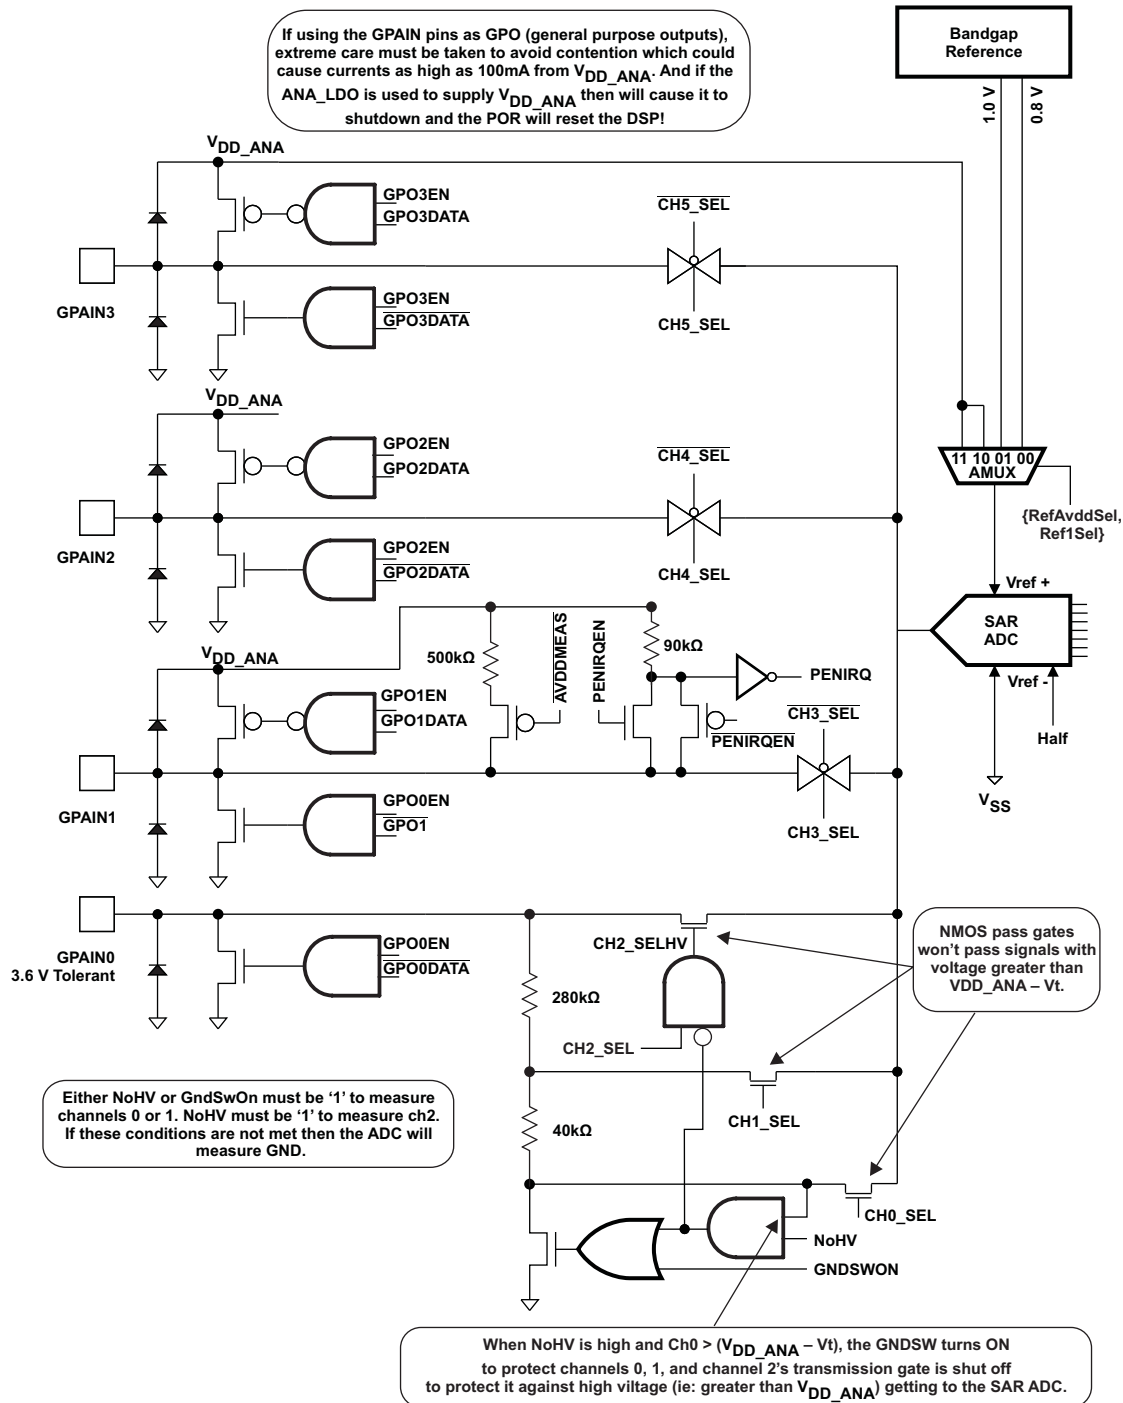 If using the GPAIN pins as GPO (general purpose outputs),
extreme care must be taken to avoid contention which could
cause currents as high as 100mA from VDD_ANA. And if the
ANA_LDO is used to supply VDD_ANA then will cause it to
shutdown and the POR will reset the DSP!
Bandgap
Reference
1.0 V
0.8 V
VDD_ANA
GPO3EN
GPO3DATA
CH5_SEL
GPAIN3
GPO3EN
GPO3DATA
CH5_SEL
VDD_ANA
GPO2EN
GPO2DATA
CH4_SEL
11 10 01 00
AMUX
{RefAvddSel,
Ref1Sel}
GPAIN2
GPO2EN
GPO2DATA
CH4_SEL
Vref +
SAR
ADC
Vref -
Half
VSS
VDD_ANA
500kΩ
AVDDMEAS
PENIRQEN
90kΩ
PENIRQ
GPO1EN
GPO1DATA
PENIRQEN
CH3_SEL
GPAIN1
GPO0EN
GPO1
CH3_SEL
GPAIN0
3.6 V Tolerant
GPO0EN
GPO0DATA
CH2_SELHV
NMOS pass gates
won't pass signals with
voltage greater than
VDD_ANA – Vt.
280kΩ
CH2_SEL
CH1_SEL
40kΩ
Either NoHV or GndSwOn must be ‘1’ to measure
channels 0 or 1. NoHV must be ‘1’ to measure ch2.
If these conditions are not met then the ADC will
measure GND.
CH0_SEL
NoHV
GNDSWON
When NoHV is high and Ch0 > (VDD_ANA – Vt), the GNDSW turns ON
to protect channels 0, 1, and channel 2's transmission gate is shut off
to protect it against high viltage (ie: greater than VDD_ANA) getting to the SAR ADC.